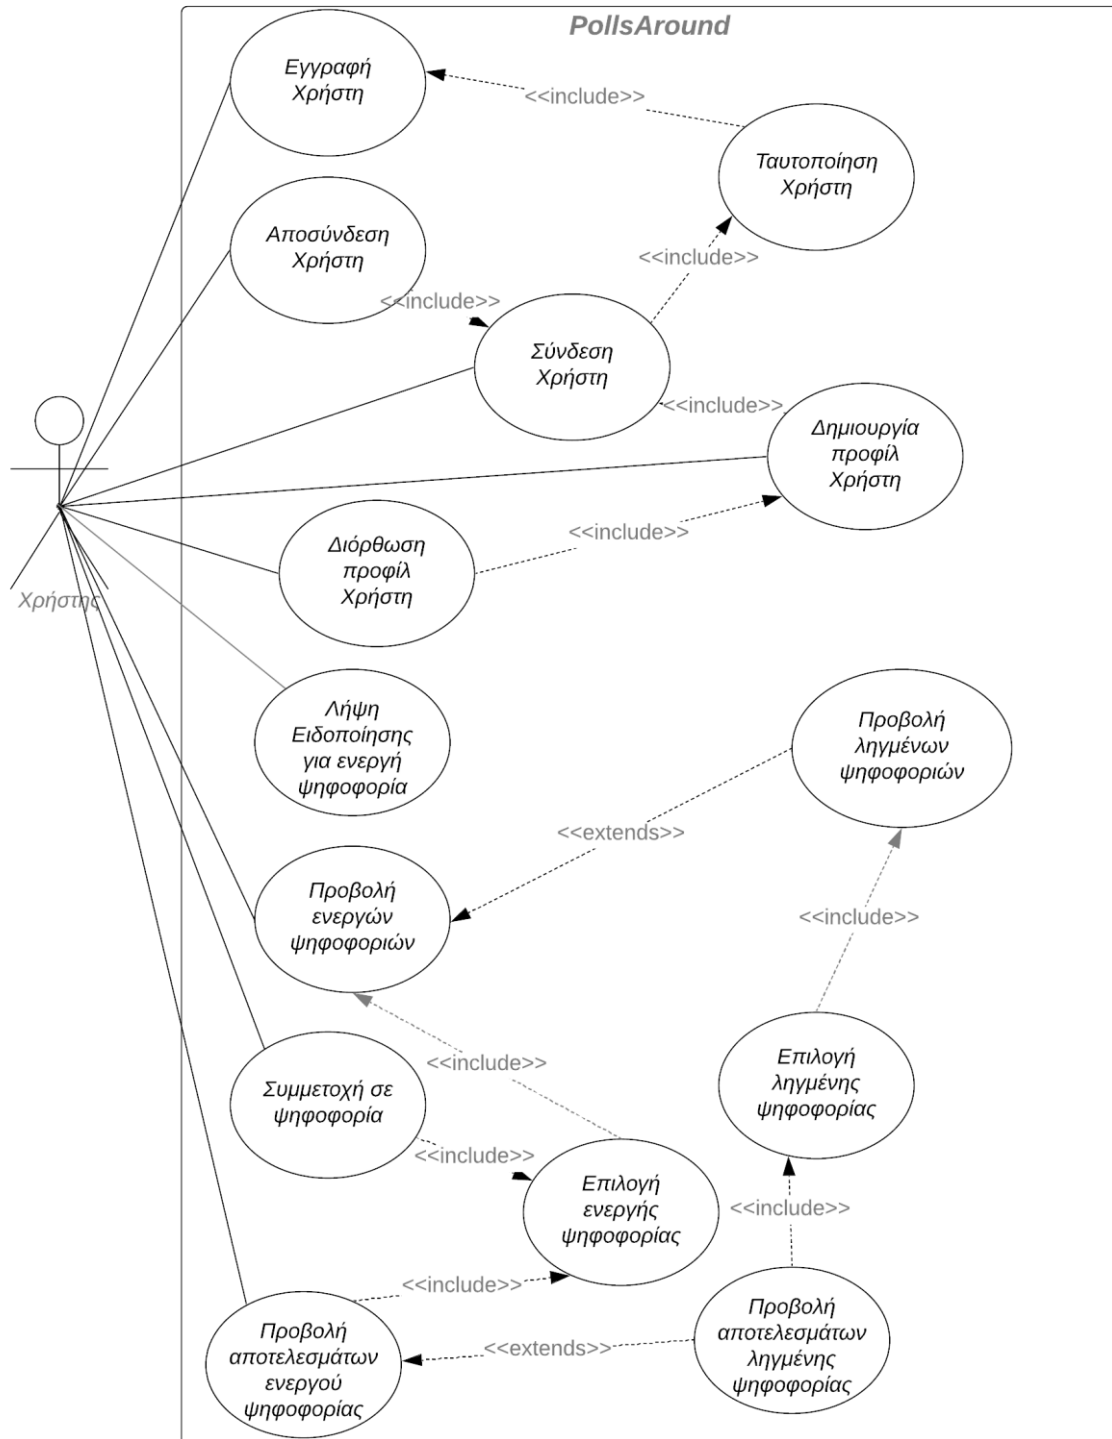 PollsAround
Εγγραφή
Χρήστη
<<include>>
Ταυτοποίηση
Χρήστη
Αποσύνδεση
Χρήστη
<<include>>
<<include>>
Σύνδεση
Χρήστη
<<include>>
Δημιουργία
προφίλ
Χρήστη
<<include>>
Διόρθωση
προφίλ
Χρήστη
Χρήστης
Λήψη
Ειδοποίησης
για ενεργή
ψηφοφορία
Προβολή
ληγμένων
ψηφοφοριών
<<extends>>
Προβολή
ενεργών
ψηφοφοριών
<<include>>
<<include>>
Επιλογή
ληγμένης
ψηφοφορίας
Συμμετοχή σε
ψηφοφορία
<<include>>
Επιλογή
ενεργής
ψηφοφορίας
<<include>>
<<include>>
Προβολή
αποτελεσμάτων
ενεργού
ψηφοφορίας
<<extends>>
Προβολή
αποτελεσμάτων
ληγμένης
ψηφοφορίας